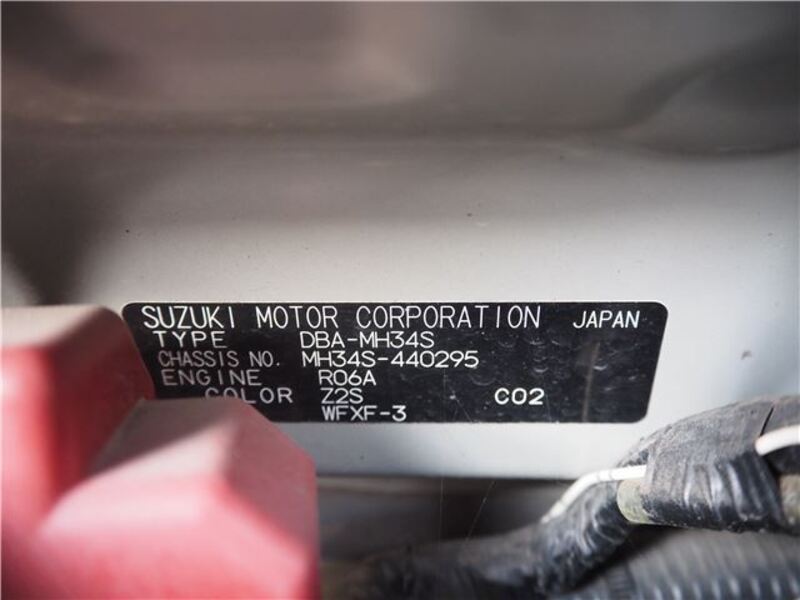 SUZUKI MOTOR CORPORATION JAPAN
TYPE DBA-MH34S
CHASSIS NO. MH34S-440295
ENGINE R06A
COLOR Z2S C02
WFXF-3